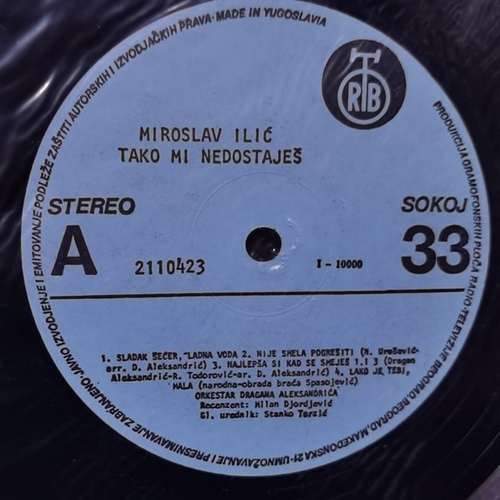 JAVNO IZVODJENJE I EMITOVANJE PODLEŽE ZAŠTITI AUTORSKIH I IZVODJAČKIH PRAVA · MADE IN YUGOSLAVIA
RTB
MIROSLAV ILIĆ
TAKO MI NEDOSTAJEŠ
STEREO
SOKOJ
A
33
2110423
I - 10000
1. SLADAK ŠEĆER, LADNA VODA 2. NIJE SMELA POGREŠITI (M. Urošević-
arr. D. Aleksandrić) 3. NAJLEPŠA SI KAD SE SMEJEŠ 1.i 3 (Dragan
Aleksandrić-R. Todorović-ar. D. Aleksandrić) 4. LAKO JE TEBI,
MALA (narodna-obrada braća Spasojević)
ORKESTAR DRAGANA ALEKSANDRIĆA
Recenzent: Milan Djordjević
Gl. urednik: Stanko Terzić
PRODUKCIJA GRAMOFONSKIH PLOČA RADIO-TELEVIZIJE BEOGRAD, BEOGRAD, MAKEDONSKA 21 · UMNOŽAVANJE I PRESNIMAVANJE ZABRANJENO